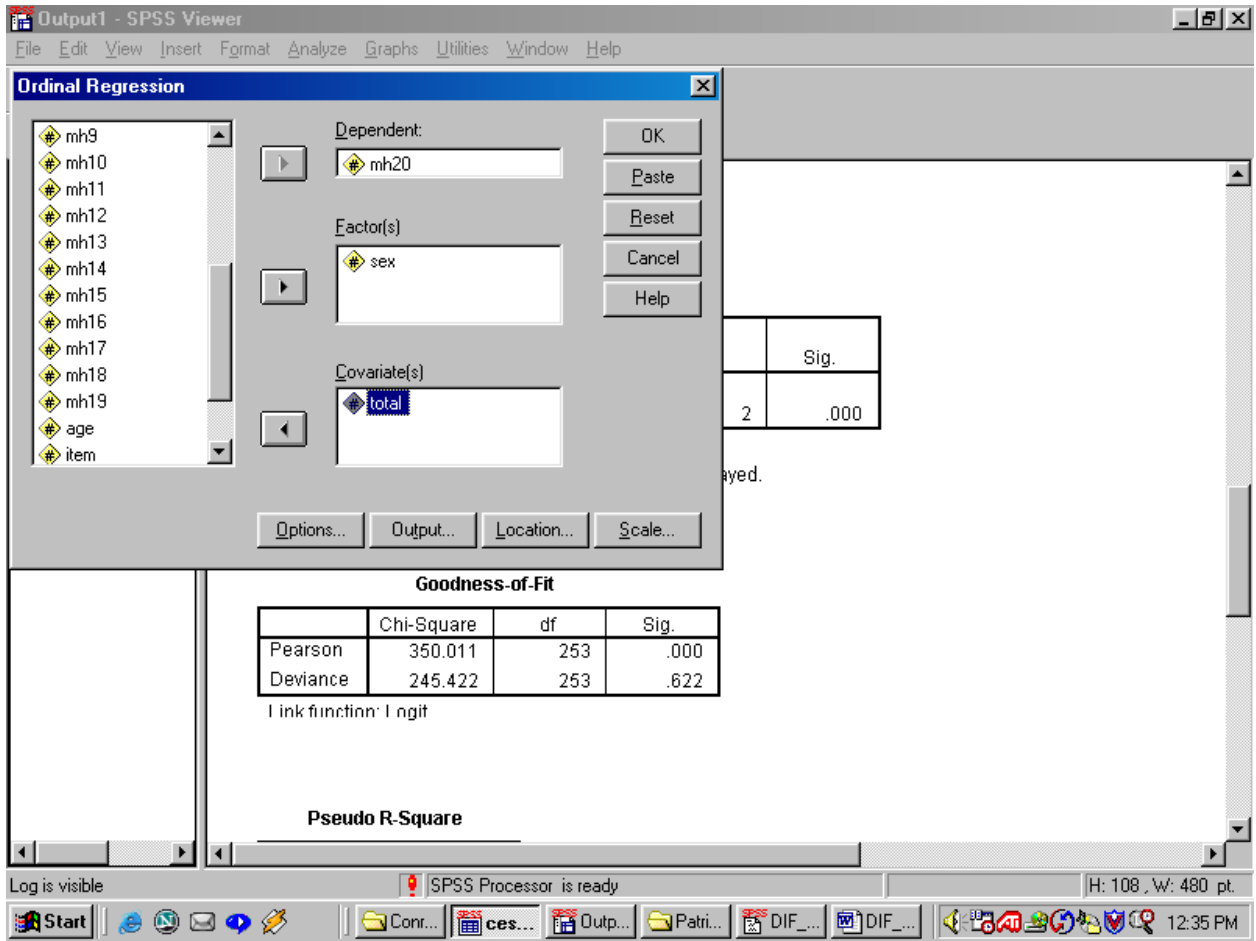 Output1 - SPSS Viewer
File Edit View Insert Format Analyze Graphs Utilities Window Help
Ordinal Regression
mh9
mh10
mh11
mh12
mh13
mh14
mh15
mh16
mh17
mh18
mh19
age
item
Dependent:
mh20
Factor(s)
sex
Covariate(s)
total
OK
Paste
Reset
Cancel
Help
Options... Output... Location... Scale...
Sig.
2 .000
ayed.
Goodness-of-Fit
Chi-Square df Sig.
Pearson 350.011 253 .000
Deviance 245.422 253 .622
Link function: Logit
Pseudo R-Square
Log is visible SPSS Processor is ready H: 108 , W: 480 pt.
Start Conr... ces... Outp... Patri... DIF_... DIF_... 12:35 PM